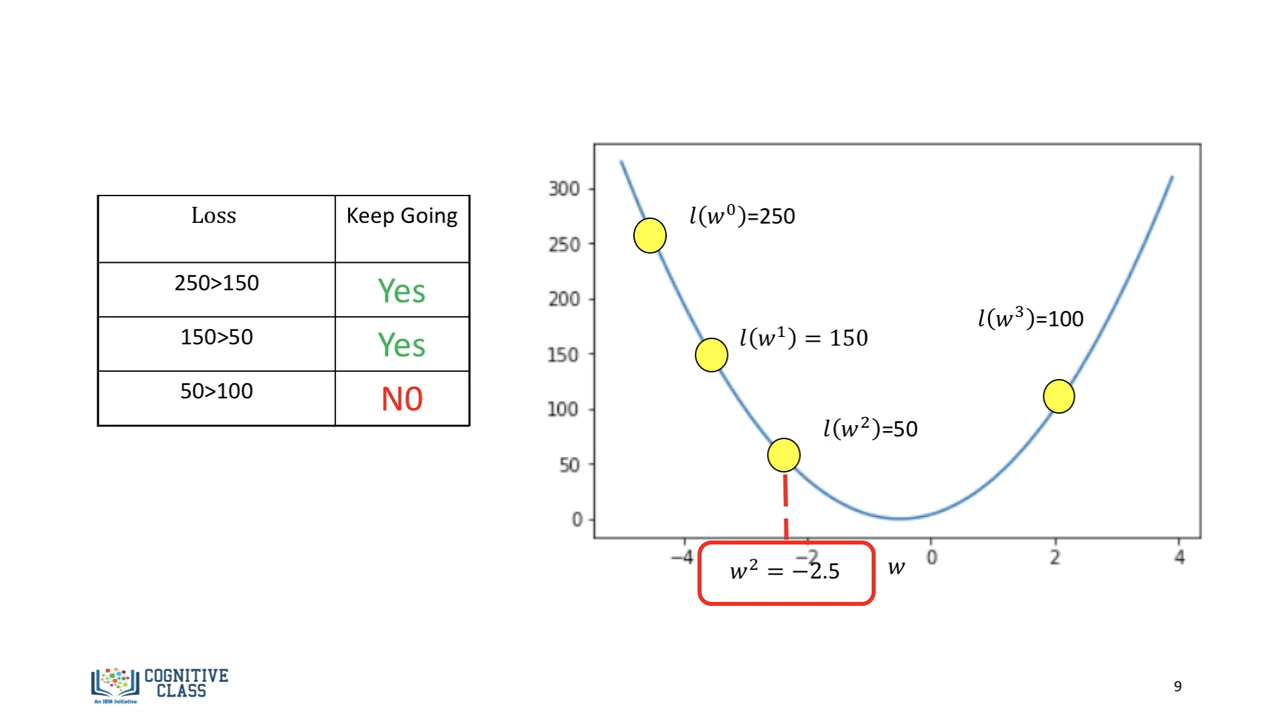 Loss Keep Going
250>150 Yes
150>50 Yes
50>100 N0
300
250
200
150
100
50
0
l(w⁰)=250
l(w¹) = 150
l(w²)=50
l(w³)=100
−4 −2 0 2 4
w² = −2.5
w
COGNITIVE
CLASS
An IBM Initiative
9